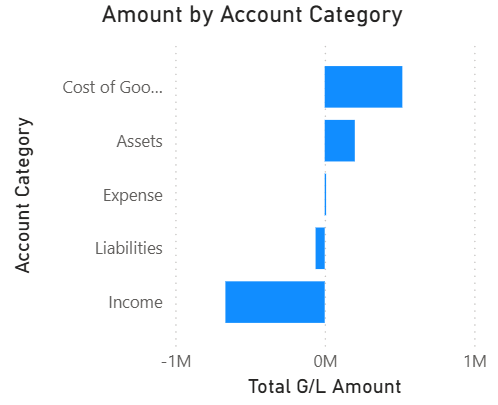 Amount by Account Category
Account Category
Cost of Goo...
Assets
Expense
Liabilities
Income
-1M 0M 1M
Total G/L Amount